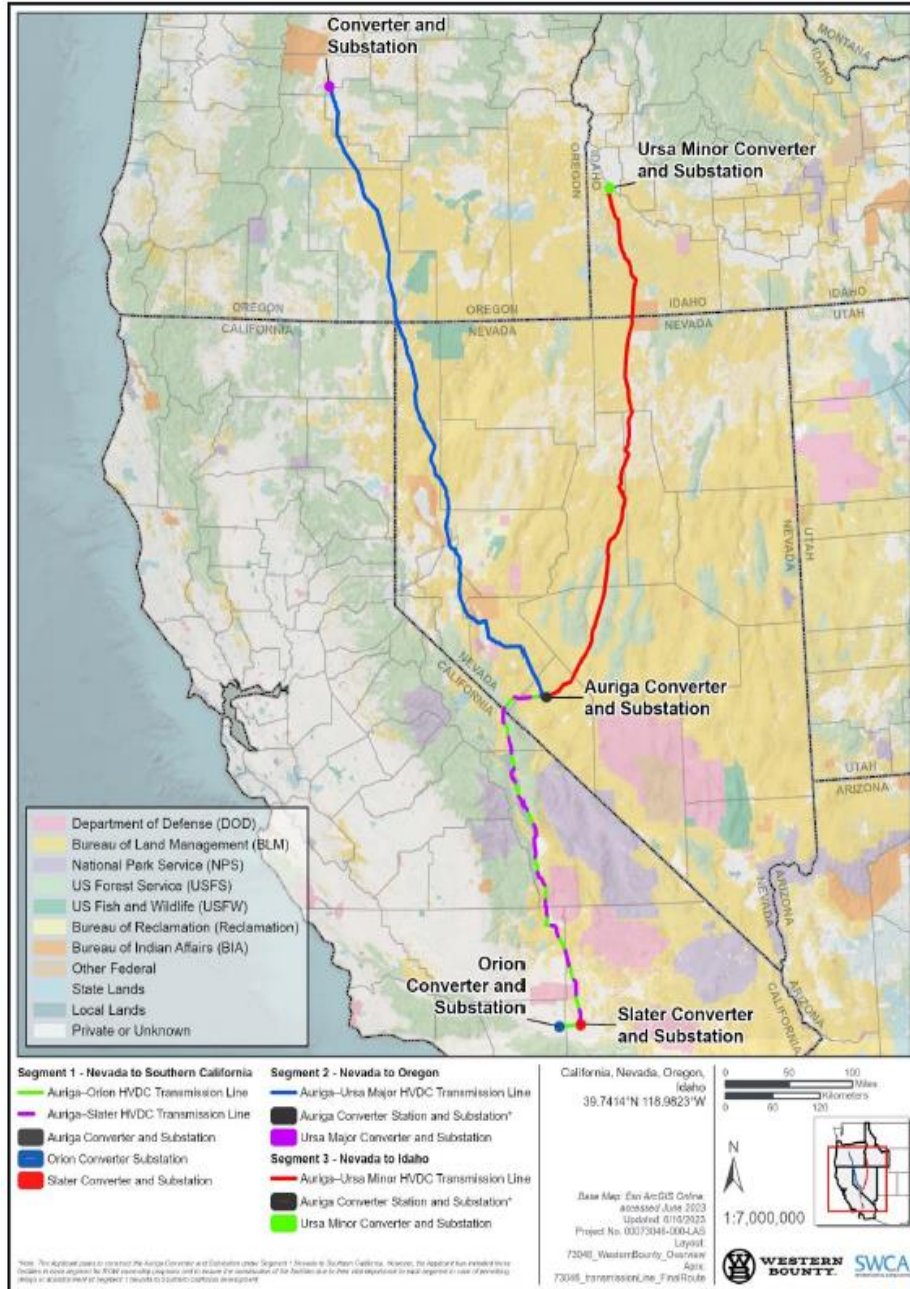 Converter and
Substation
MONTANA
IDAHO
Ursa Minor Converter
and Substation
OREGON
IDAHO
OREGON
CALIFORNIA
OREGON
NEVADA
IDAHO
NEVADA
IDAHO
UTAH
NEVADA
UTAH
NEVADA
CALIFORNIA
Auriga Converter
and Substation
UTAH
ARIZONA
ARIZONA
NEVADA
Department of Defense (DOD)
Bureau of Land Management (BLM)
National Park Service (NPS)
US Forest Service (USFS)
US Fish and Wildlife (USFW)
Bureau of Reclamation (Reclamation)
Bureau of Indian Affairs (BIA)
Other Federal
State Lands
Local Lands
Private or Unknown
Orion
Converter and
Substation
Slater Converter
and Substation
ARIZONA
CALIFORNIA
Segment 1 - Nevada to Southern California
Auriga–Orion HVDC Transmission Line
Auriga–Slater HVDC Transmission Line
Auriga Converter and Substation
Orion Converter Substation
Slater Converter and Substation
Segment 2 - Nevada to Oregon
Auriga–Ursa Major HVDC Transmission Line
Auriga Converter Station and Substation*
Ursa Major Converter and Substation
Segment 3 - Nevada to Idaho
Auriga–Ursa Minor HVDC Transmission Line
Auriga Converter Station and Substation*
Ursa Minor Converter and Substation
California, Nevada, Oregon,
Idaho
39.7414°N 118.9823°W
Base Map: Esri ArcGIS Online,
accessed June 2023
Updated: 6/16/2023
Layout:
73046_WesternBounty_Overview
Aprx:
73046_transmissionLine_FinalRoute
0 50 100
Miles
Kilometers
0 60 120
N
1:7,000,000
WESTERN
BOUNTY.
SWCA